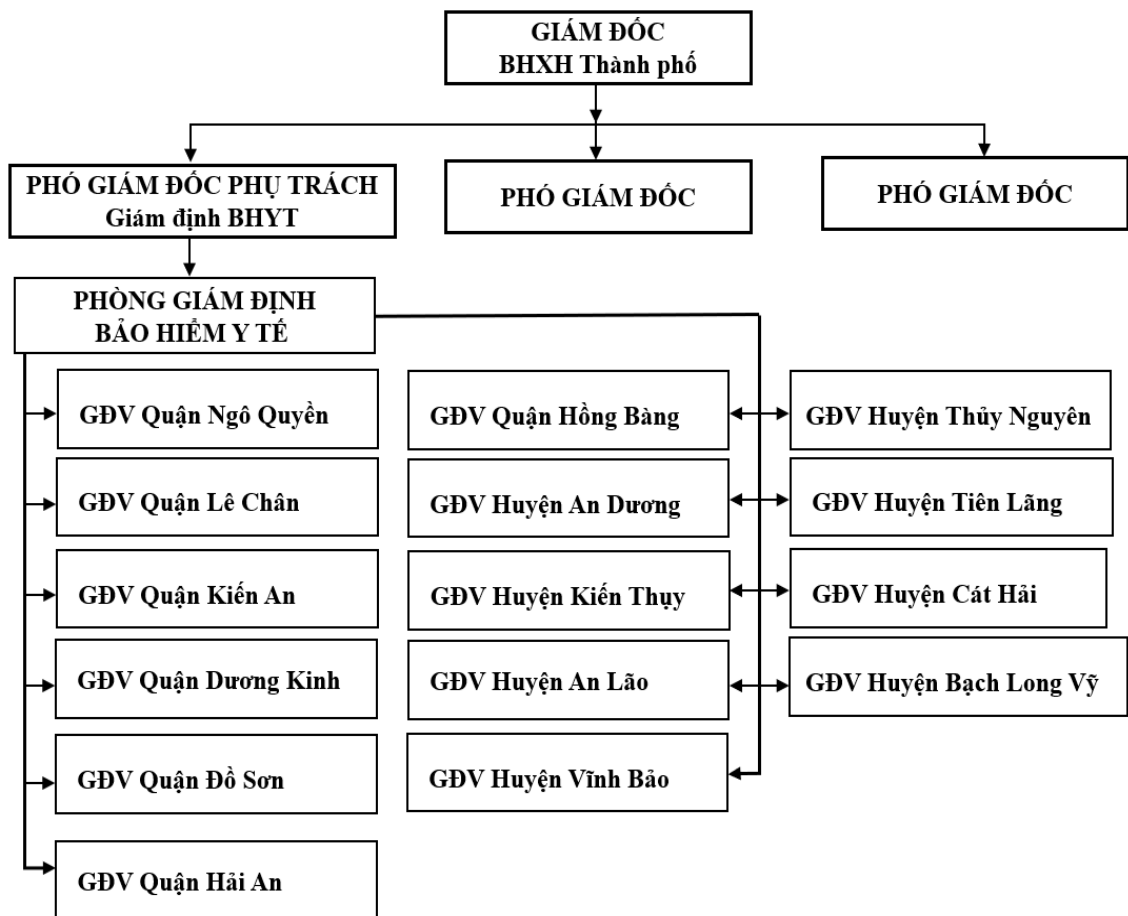 GIÁM ĐỐC
BHXH Thành phố
PHÓ GIÁM ĐỐC PHỤ TRÁCH
Giám định BHYT
PHÓ GIÁM ĐỐC
PHÓ GIÁM ĐỐC
PHÒNG GIÁM ĐỊNH
BẢO HIỂM Y TẾ
GĐV Quận Ngô Quyền
GĐV Quận Hồng Bàng
GĐV Huyện Thủy Nguyên
GĐV Quận Lê Chân
GĐV Huyện An Dương
GĐV Huyện Tiên Lãng
GĐV Quận Kiến An
GĐV Huyện Kiến Thụy
GĐV Huyện Cát Hải
GĐV Quận Dương Kinh
GĐV Huyện An Lão
GĐV Huyện Bạch Long Vỹ
GĐV Quận Đồ Sơn
GĐV Huyện Vĩnh Bảo
GĐV Quận Hải An